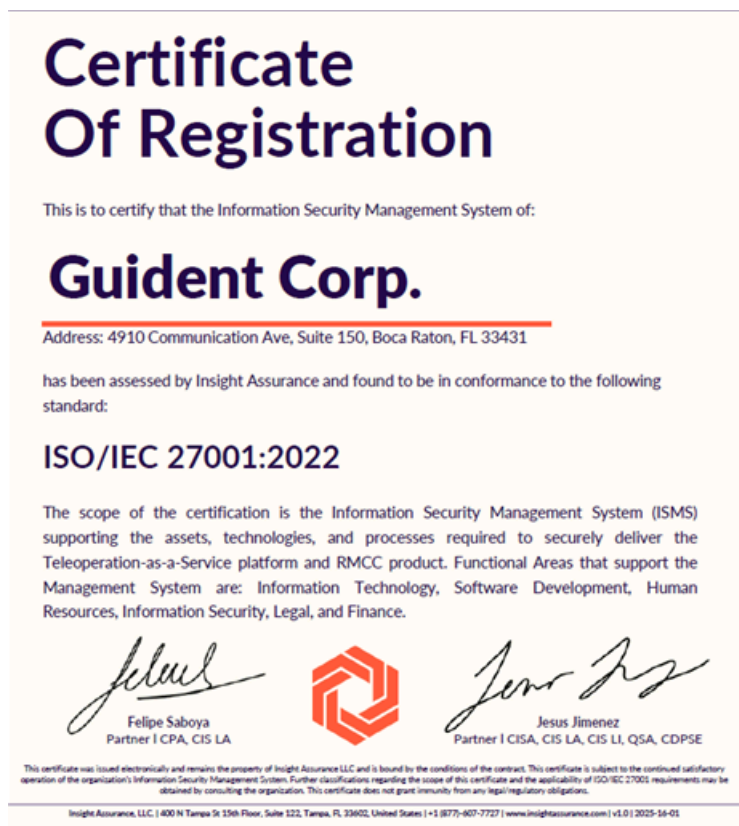 Certificate
Of Registration
This is to certify that the Information Security Management System of:
Guident Corp.
Address: 4910 Communication Ave, Suite 150, Boca Raton, FL 33431
has been assessed by Insight Assurance and found to be in conformance to the following
standard:
ISO/IEC 27001:2022
The scope of the certification is the Information Security Management System (ISMS)
supporting the assets, technologies, and processes required to securely deliver the
Teleoperation-as-a-Service platform and RMCC product. Functional Areas that support the
Management System are: Information Technology, Software Development, Human
Resources, Information Security, Legal, and Finance.
Felipe Saboya
Partner | CPA, CIS LA
Jesus Jimenez
Partner | CISA, CIS LA, CIS LI, QSA, CDPSE
This certificate was issued electronically and remains the property of Insight Assurance LLC and is bound by the conditions of the contract. This certificate is subject to the continued satisfactory
operation of the organization's Information Security Management System. Further classifications regarding the scope of this certificate and the applicability of ISO/IEC 27001 requirements may be
obtained by consulting the organization. This certificate does not grant immunity from any legal/regulatory obligations.
Insight Assurance, LLC. | 400 N Tampa St 15th Floor, Suite 122, Tampa, FL 33602, United States | +1 (877)-607-7727 | www.insightassurance.com | v1.0 | 2025-16-01